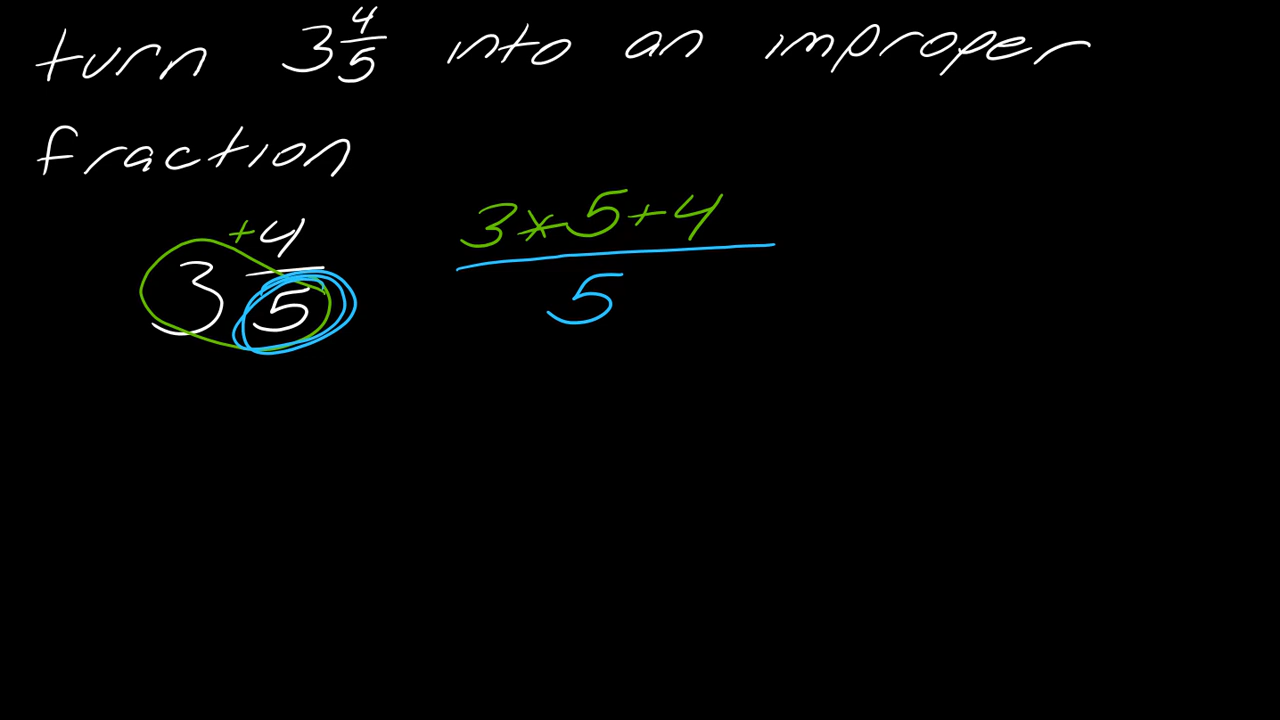 turn 3 4/5 into an improper
fraction
3 +4/5 (3*5+4)/5